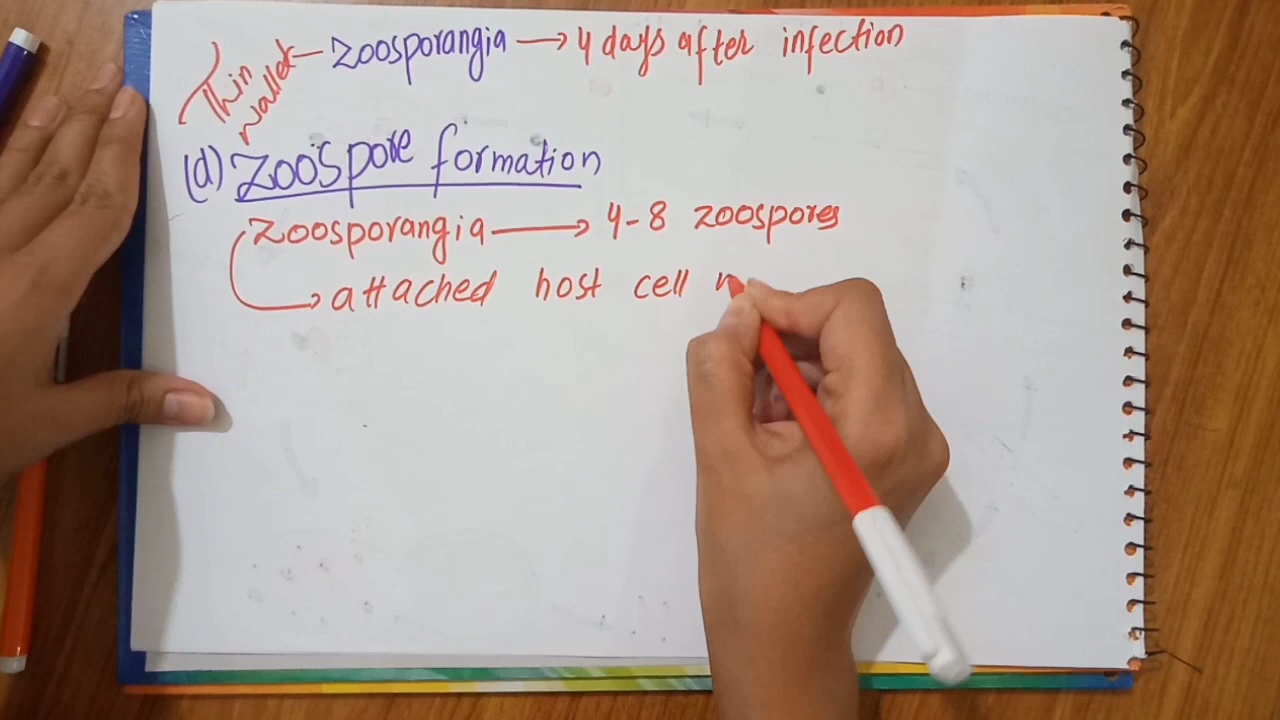 Thin walled - Zoosporangia → 4 days after infection
(d) Zoospore formation
Zoosporangia → 4-8 zoospores
→ attached host cell